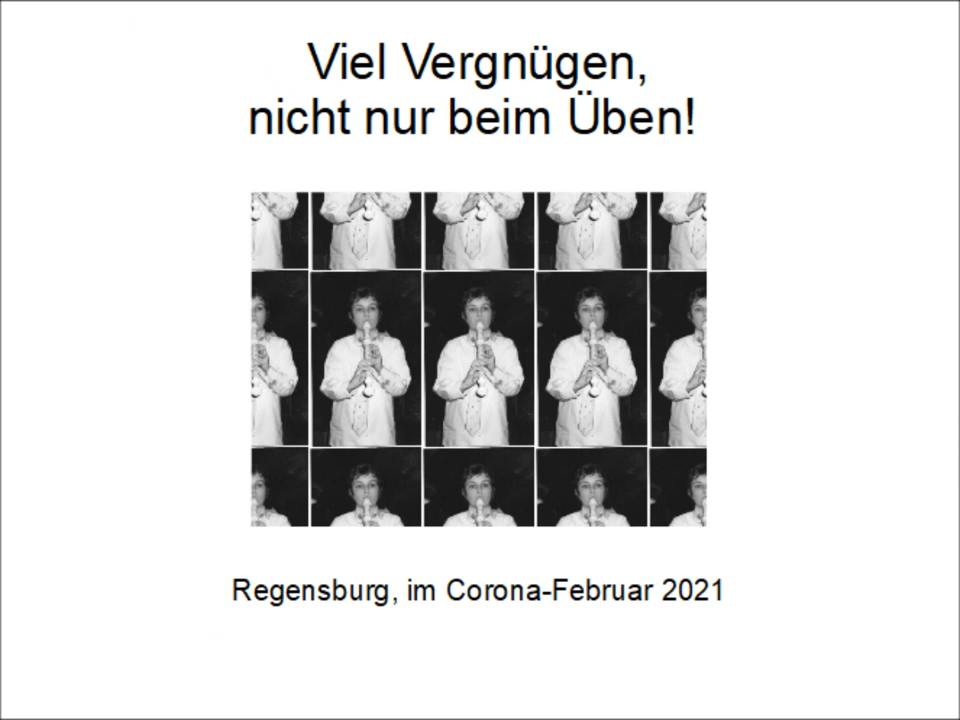 Viel Vergnügen,
nicht nur beim Üben!
Regensburg, im Corona-Februar 2021